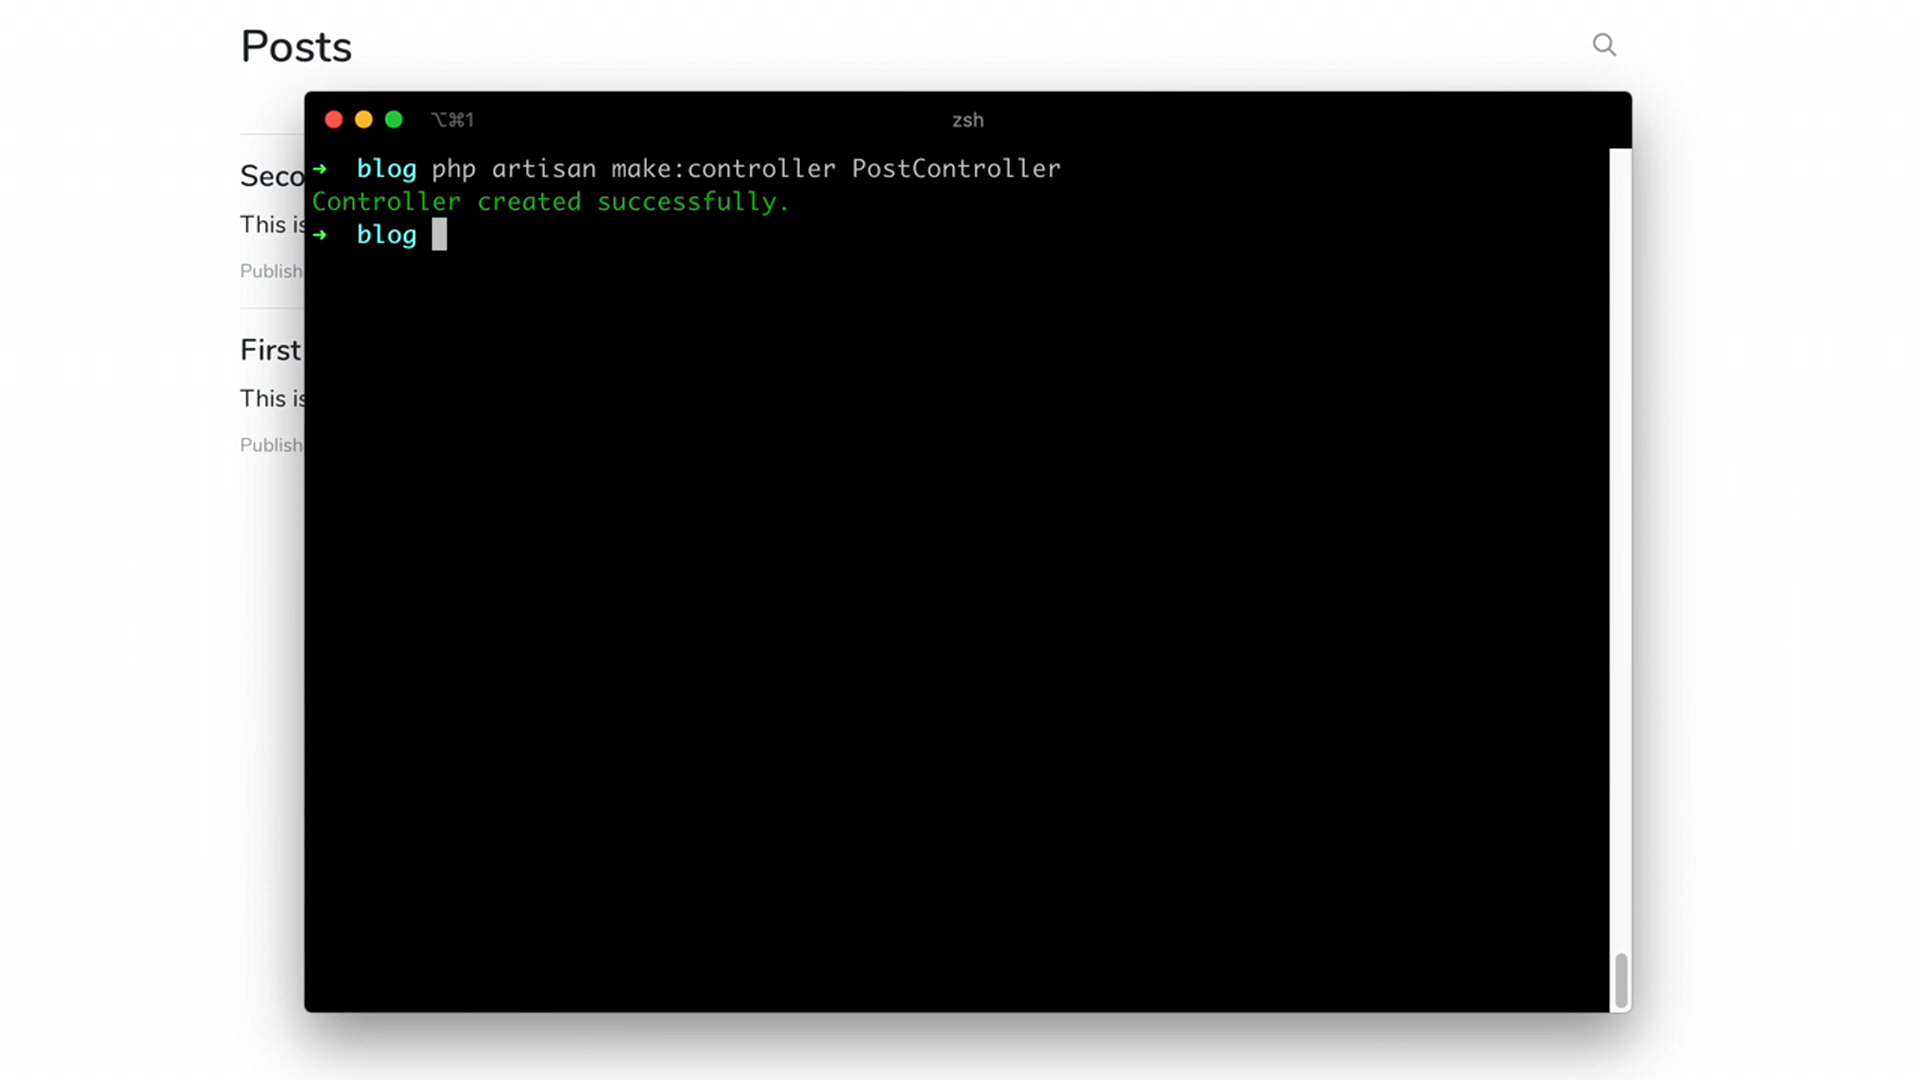 Posts
⌥⌘1
zsh
➜ blog php artisan make:controller PostController
Controller created successfully.
➜ blog
Seco
This is
Publish
First
This is
Publish